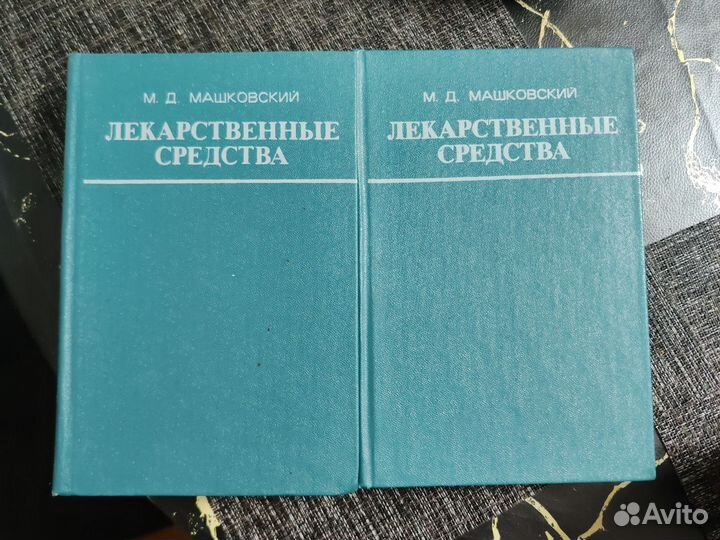 М. Д. МАШКОВСКИЙ
ЛЕКАРСТВЕННЫЕ
СРЕДСТВА
М. Д. МАШКОВСКИЙ
ЛЕКАРСТВЕННЫЕ
СРЕДСТВА
Avito